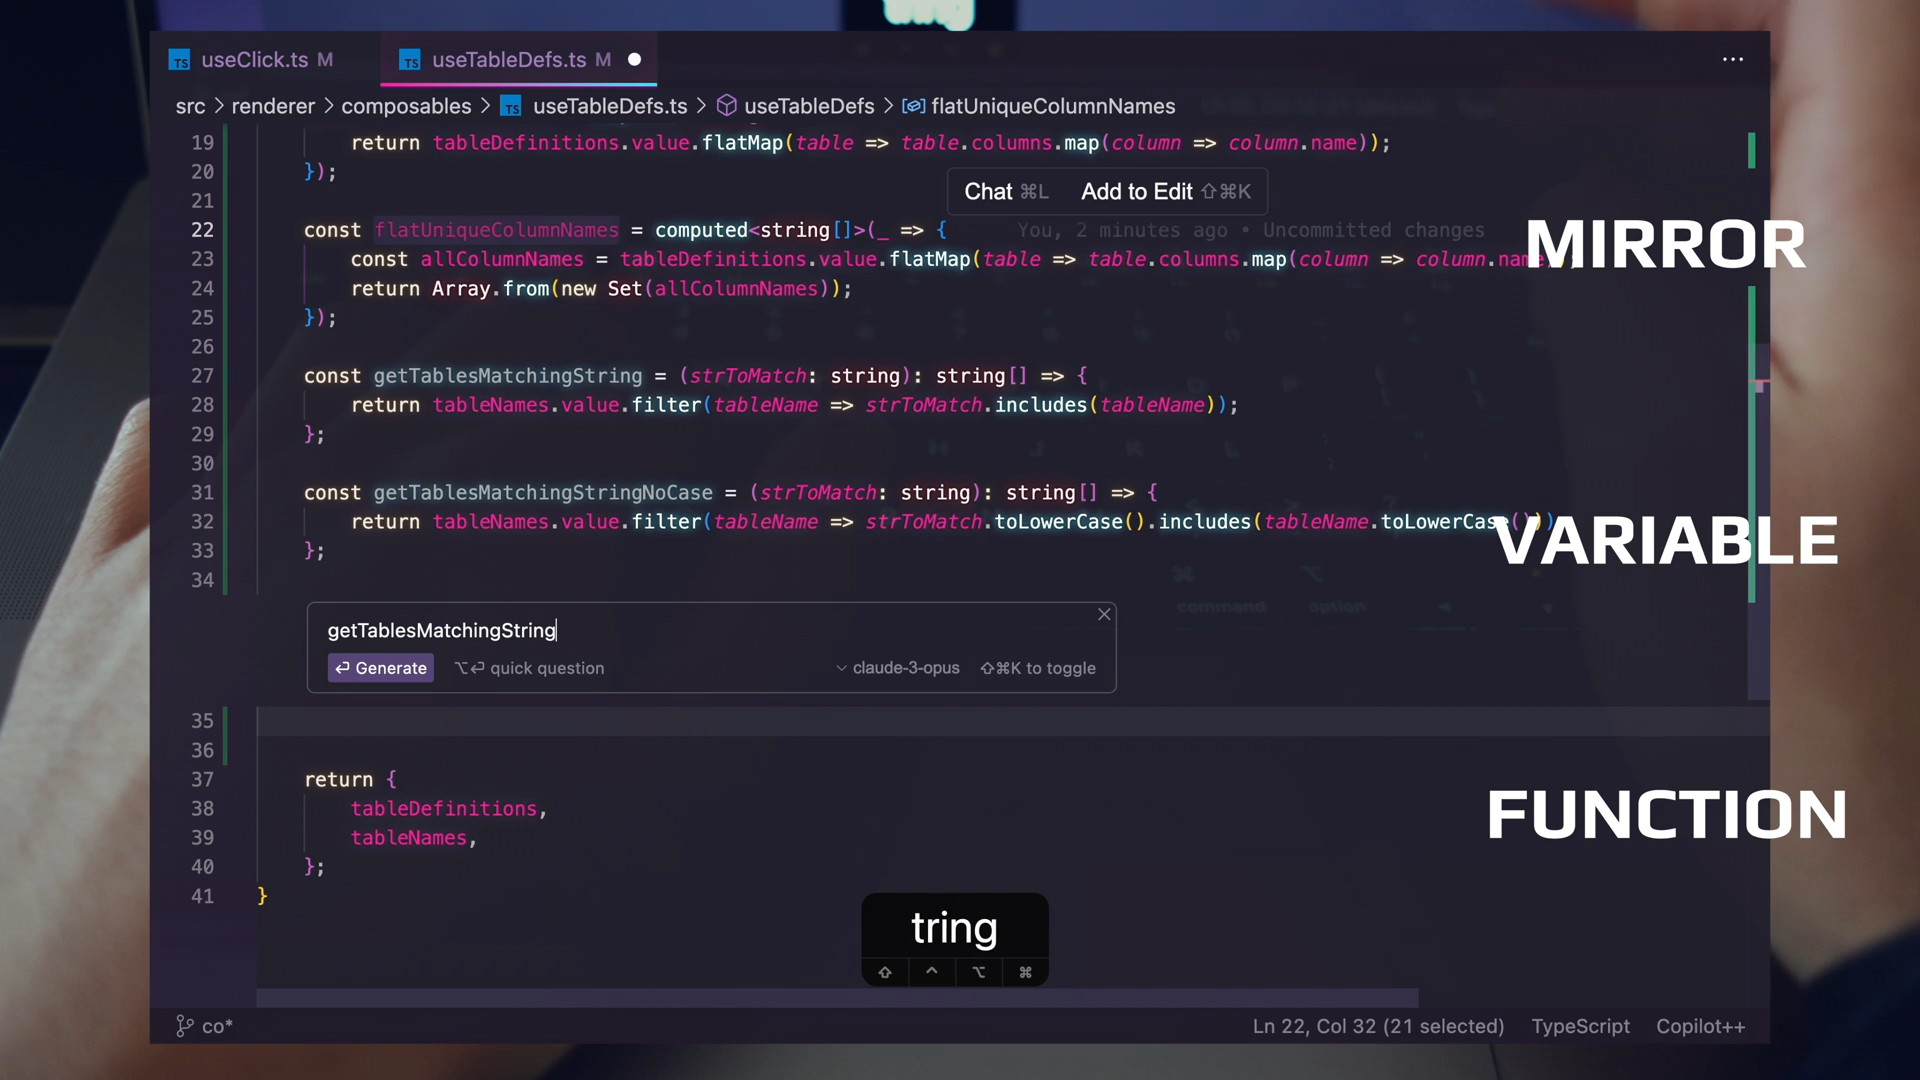 tring
useClick.ts M
useTableDefs.ts M
src > renderer > composables > useTableDefs.ts > useTableDefs > flatUniqueColumnNames
19 return tableDefinitions.value.flatMap(table => table.columns.map(column => column.name));
20 });
21
Chat ⌘L Add to Edit ⇧⌘K
22 const flatUniqueColumnNames = computed<string[]>(_ => { You, 2 minutes ago • Uncommitted changes
MIRROR
23 const allColumnNames = tableDefinitions.value.flatMap(table => table.columns.map(column => column.name
24 return Array.from(new Set(allColumnNames));
25 });
26
27 const getTablesMatchingString = (strToMatch: string): string[] => {
28 return tableNames.value.filter(tableName => strToMatch.includes(tableName));
29 };
30
31 const getTablesMatchingStringNoCase = (strToMatch: string): string[] => {
32 return tableNames.value.filter(tableName => strToMatch.toLowerCase().includes(tableName.toLowerCase()))
VARIABLE
33 };
34
command option
getTablesMatchingString
Generate quick question claude-3-opus ⇧⌘K to toggle
35
36
37 return {
38 tableDefinitions,
FUNCTION
39 tableNames,
40 };
41 }
tring
co* Ln 22, Col 32 (21 selected) TypeScript Copilot++